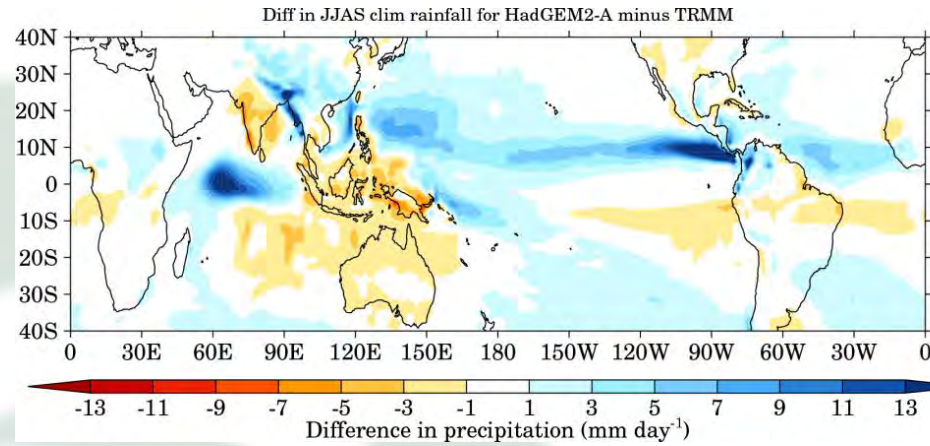 Diff in JJAS clim rainfall for HadGEM2-A minus TRMM
40N
30N
20N
10N
0
10S
20S
30S
40S
0 30E 60E 90E 120E 150E 180 150W 120W 90W 60W 30W 0
-13 -11 -9 -7 -5 -3 -1 1 3 5 7 9 11 13
Difference in precipitation (mm day⁻¹)